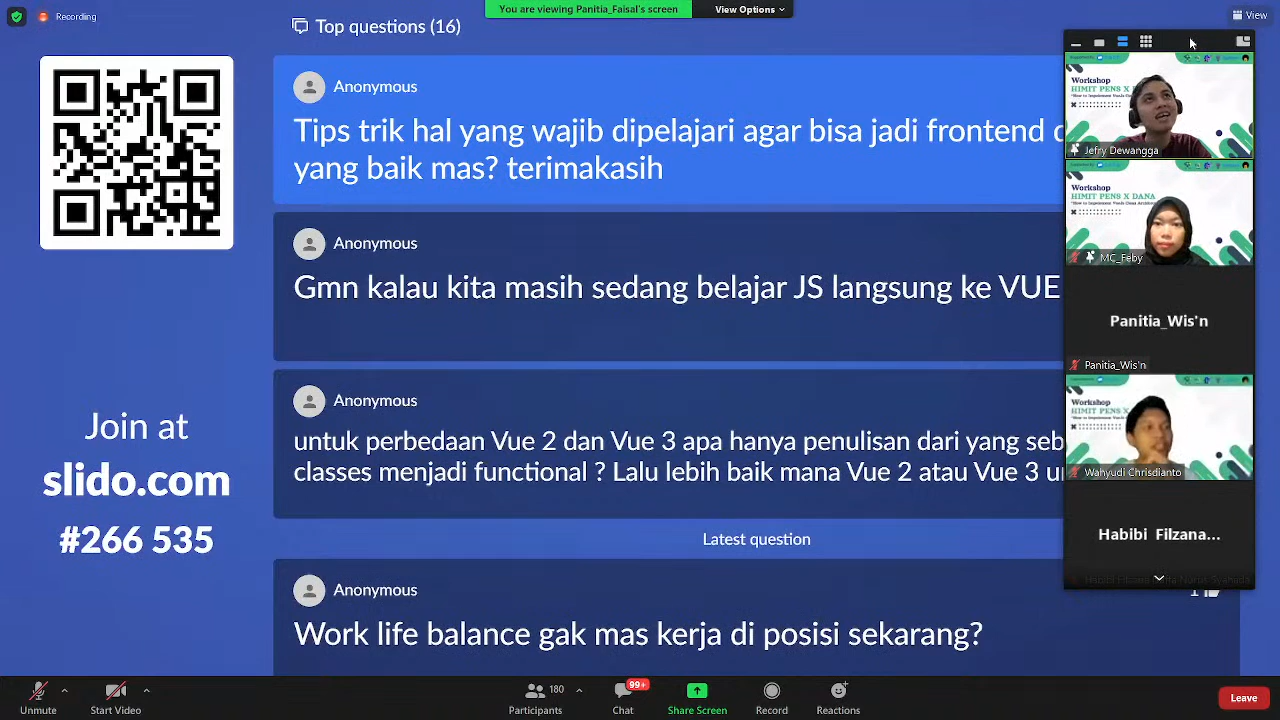 Recording
You are viewing Panitia_Faisal's screen
View Options
View
Top questions (16)
Anonymous
Tips trik hal yang wajib dipelajari agar bisa jadi frontend
yang baik mas? terimakasih
Anonymous
Gmn kalau kita masih sedang belajar JS langsung ke VUE
Anonymous
untuk perbedaan Vue 2 dan Vue 3 apa hanya penulisan dari yang seb
classes menjadi functional ? Lalu lebih baik mana Vue 2 atau Vue 3
Latest question
Anonymous
1
Work life balance gak mas kerja di posisi sekarang?
Join at
slido.com
#266 535
Workshop
HIMIT PENS X
Jefry Dewangga
Workshop
HIMIT PENS X DANA
MC_Feby
Panitia_Wis'n
Panitia_Wis'n
Workshop
HIMIT PENS X
Wahyudi Chrisdianto
Habibi Filzana...
Unmute
Start Video
180
Participants
99+
Chat
Share Screen
Record
Reactions
Leave